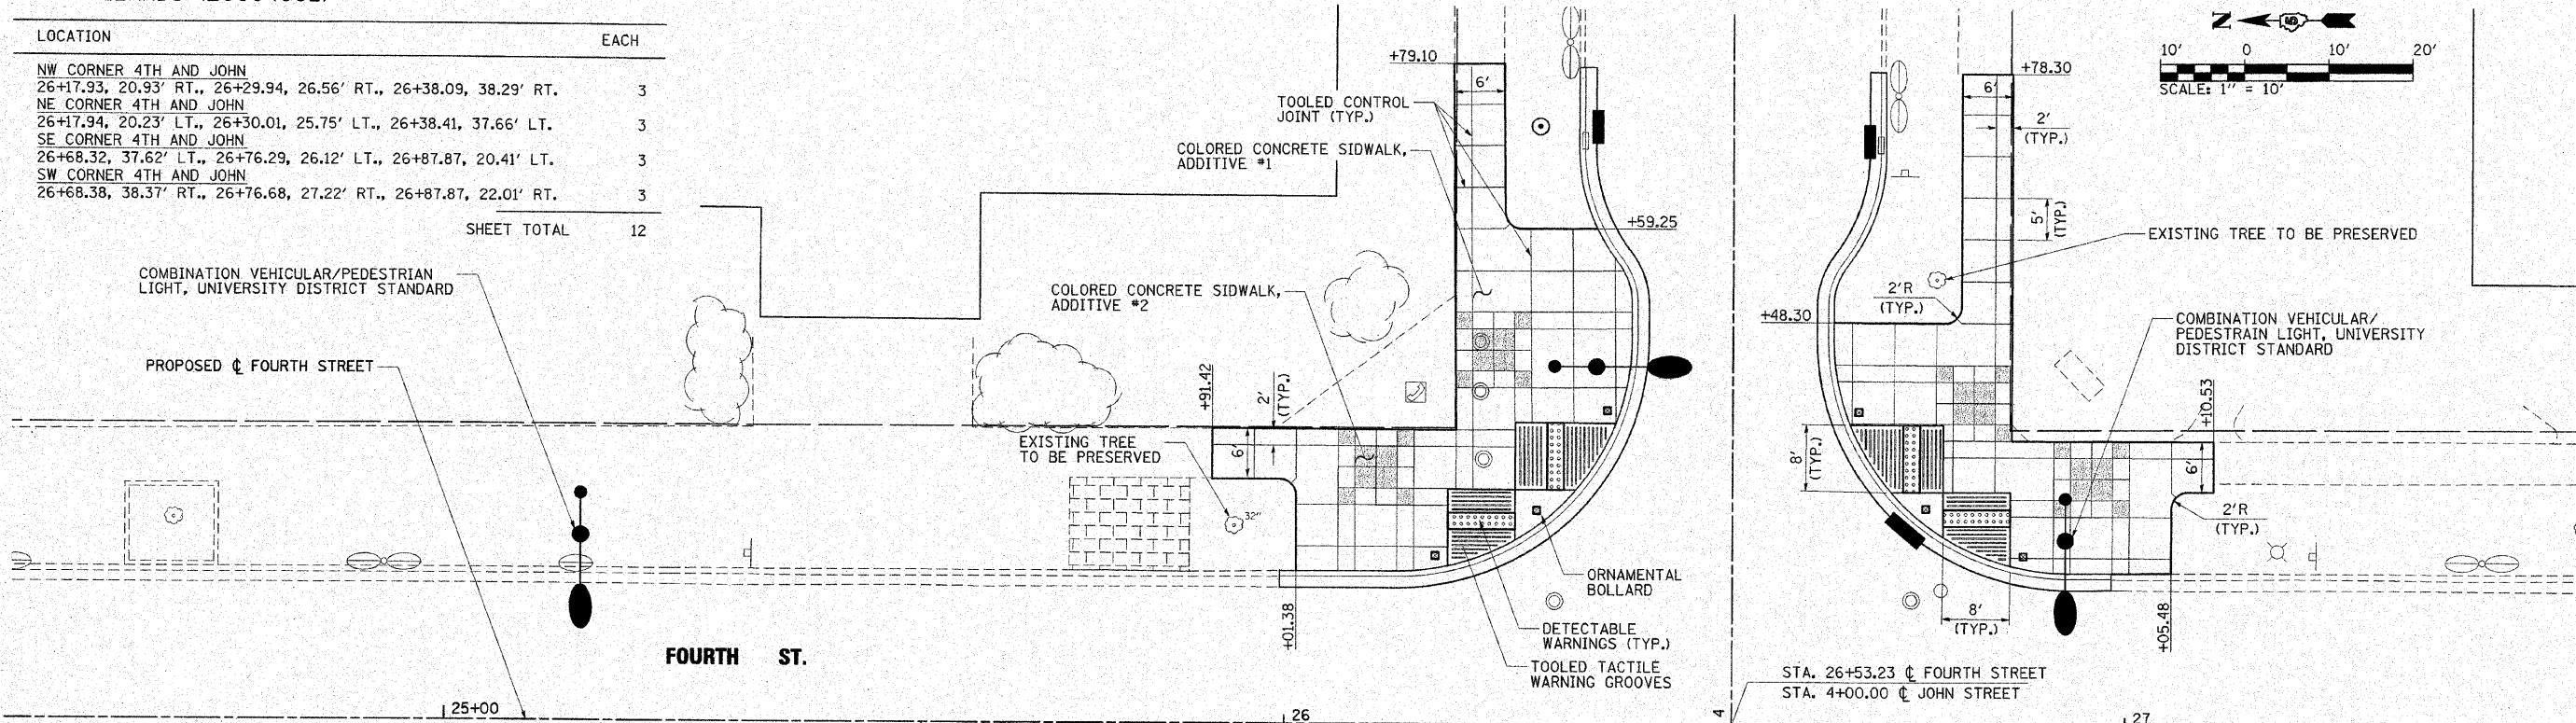 LOCATION EACH
NW CORNER 4TH AND JOHN
26+17.93, 20.93' RT., 26+29.94, 26.56' RT., 26+38.09, 38.29' RT. 3
NE CORNER 4TH AND JOHN
26+17.94, 20.23' LT., 26+30.01, 25.75' LT., 26+38.41, 37.66' LT. 3
SE CORNER 4TH AND JOHN
26+68.32, 37.62' LT., 26+76.29, 26.12' LT., 26+87.87, 20.41' LT. 3
SW CORNER 4TH AND JOHN
26+68.38, 38.37' RT., 26+76.68, 27.22' RT., 26+87.87, 22.01' RT. 3
SHEET TOTAL 12
COMBINATION VEHICULAR/PEDESTRIAN
LIGHT, UNIVERSITY DISTRICT STANDARD
PROPOSED ℄ FOURTH STREET
+79.10
6'
TOOLED CONTROL
JOINT (TYP.)
COLORED CONCRETE SIDWALK,
ADDITIVE #1
+59.25
COLORED CONCRETE SIDWALK,
ADDITIVE #2
+91.42
2'
(TYP.)
6'
EXISTING TREE
TO BE PRESERVED
32"
+01.38
ORNAMENTAL
BOLLARD
DETECTABLE
WARNINGS (TYP.)
TOOLED TACTILE
WARNING GROOVES
FOURTH ST.
25+00
26
4
N
5
10' 0 10' 20'
SCALE: 1" = 10'
+78.30
6'
2'
(TYP.)
5'
(TYP.)
EXISTING TREE TO BE PRESERVED
2'R
(TYP.)
+48.30
COMBINATION VEHICULAR/
PEDESTRAIN LIGHT, UNIVERSITY
DISTRICT STANDARD
+10.53
8'
(TYP.)
6'
2'R
(TYP.)
8'
(TYP.)
+05.48
STA. 26+53.23 ℄ FOURTH STREET
STA. 4+00.00 ℄ JOHN STREET
27